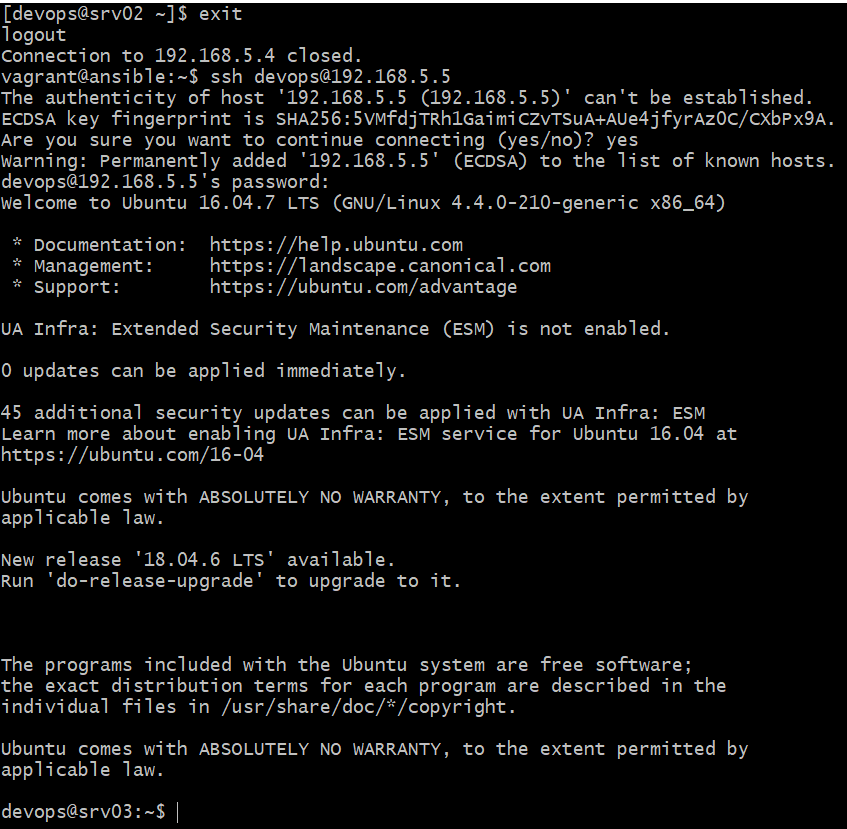 [devops@srv02 ~]$ exit
logout
Connection to 192.168.5.4 closed.
vagrant@ansible:~$ ssh devops@192.168.5.5
The authenticity of host '192.168.5.5 (192.168.5.5)' can't be established.
ECDSA key fingerprint is SHA256:5VMfdjTRh1GaimiCZvTSuA+AUe4jfyrAz0C/CXbPx9A.
Are you sure you want to continue connecting (yes/no)? yes
Warning: Permanently added '192.168.5.5' (ECDSA) to the list of known hosts.
devops@192.168.5.5's password:
Welcome to Ubuntu 16.04.7 LTS (GNU/Linux 4.4.0-210-generic x86_64)

 * Documentation:  https://help.ubuntu.com
 * Management:     https://landscape.canonical.com
 * Support:        https://ubuntu.com/advantage

UA Infra: Extended Security Maintenance (ESM) is not enabled.

0 updates can be applied immediately.

45 additional security updates can be applied with UA Infra: ESM
Learn more about enabling UA Infra: ESM service for Ubuntu 16.04 at
https://ubuntu.com/16-04

Ubuntu comes with ABSOLUTELY NO WARRANTY, to the extent permitted by
applicable law.

New release '18.04.6 LTS' available.
Run 'do-release-upgrade' to upgrade to it.

The programs included with the Ubuntu system are free software;
the exact distribution terms for each program are described in the
individual files in /usr/share/doc/*/copyright.

Ubuntu comes with ABSOLUTELY NO WARRANTY, to the extent permitted by
applicable law.

devops@srv03:~$